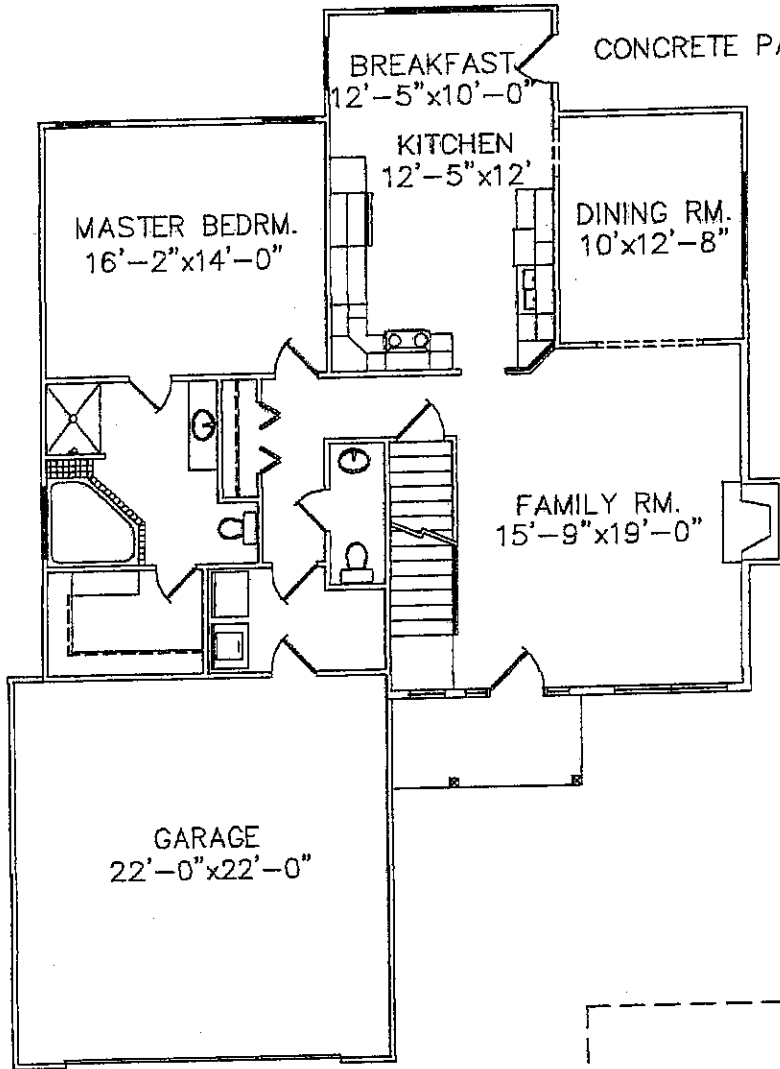 BREAKFAST
12'-5"x10'-0"
CONCRETE PA
KITCHEN
12'-5"x12'
MASTER BEDRM.
16'-2"x14'-0"
DINING RM.
10'x12'-8"
FAMILY RM.
15'-9"x19'-0"
GARAGE
22'-0"x22'-0"